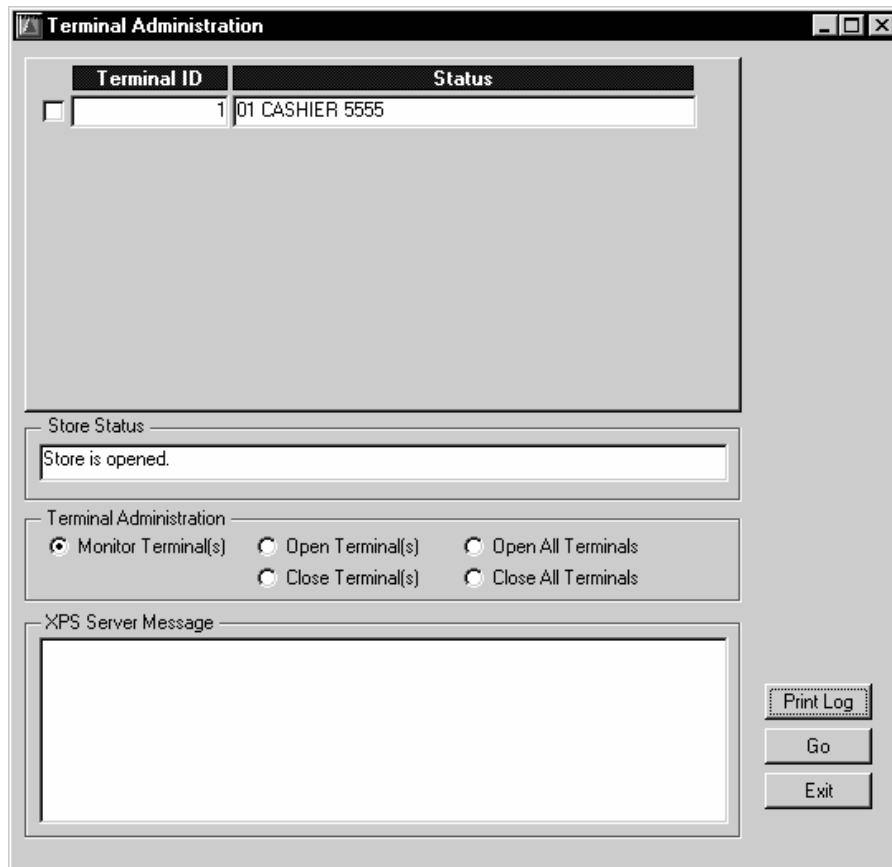 Terminal Administration
Terminal ID Status
1 01 CASHIER 5555
Store Status
Store is opened.
Terminal Administration
Monitor Terminal(s) Open Terminal(s) Open All Terminals
Close Terminal(s) Close All Terminals
XPS Server Message
Print Log
Go
Exit